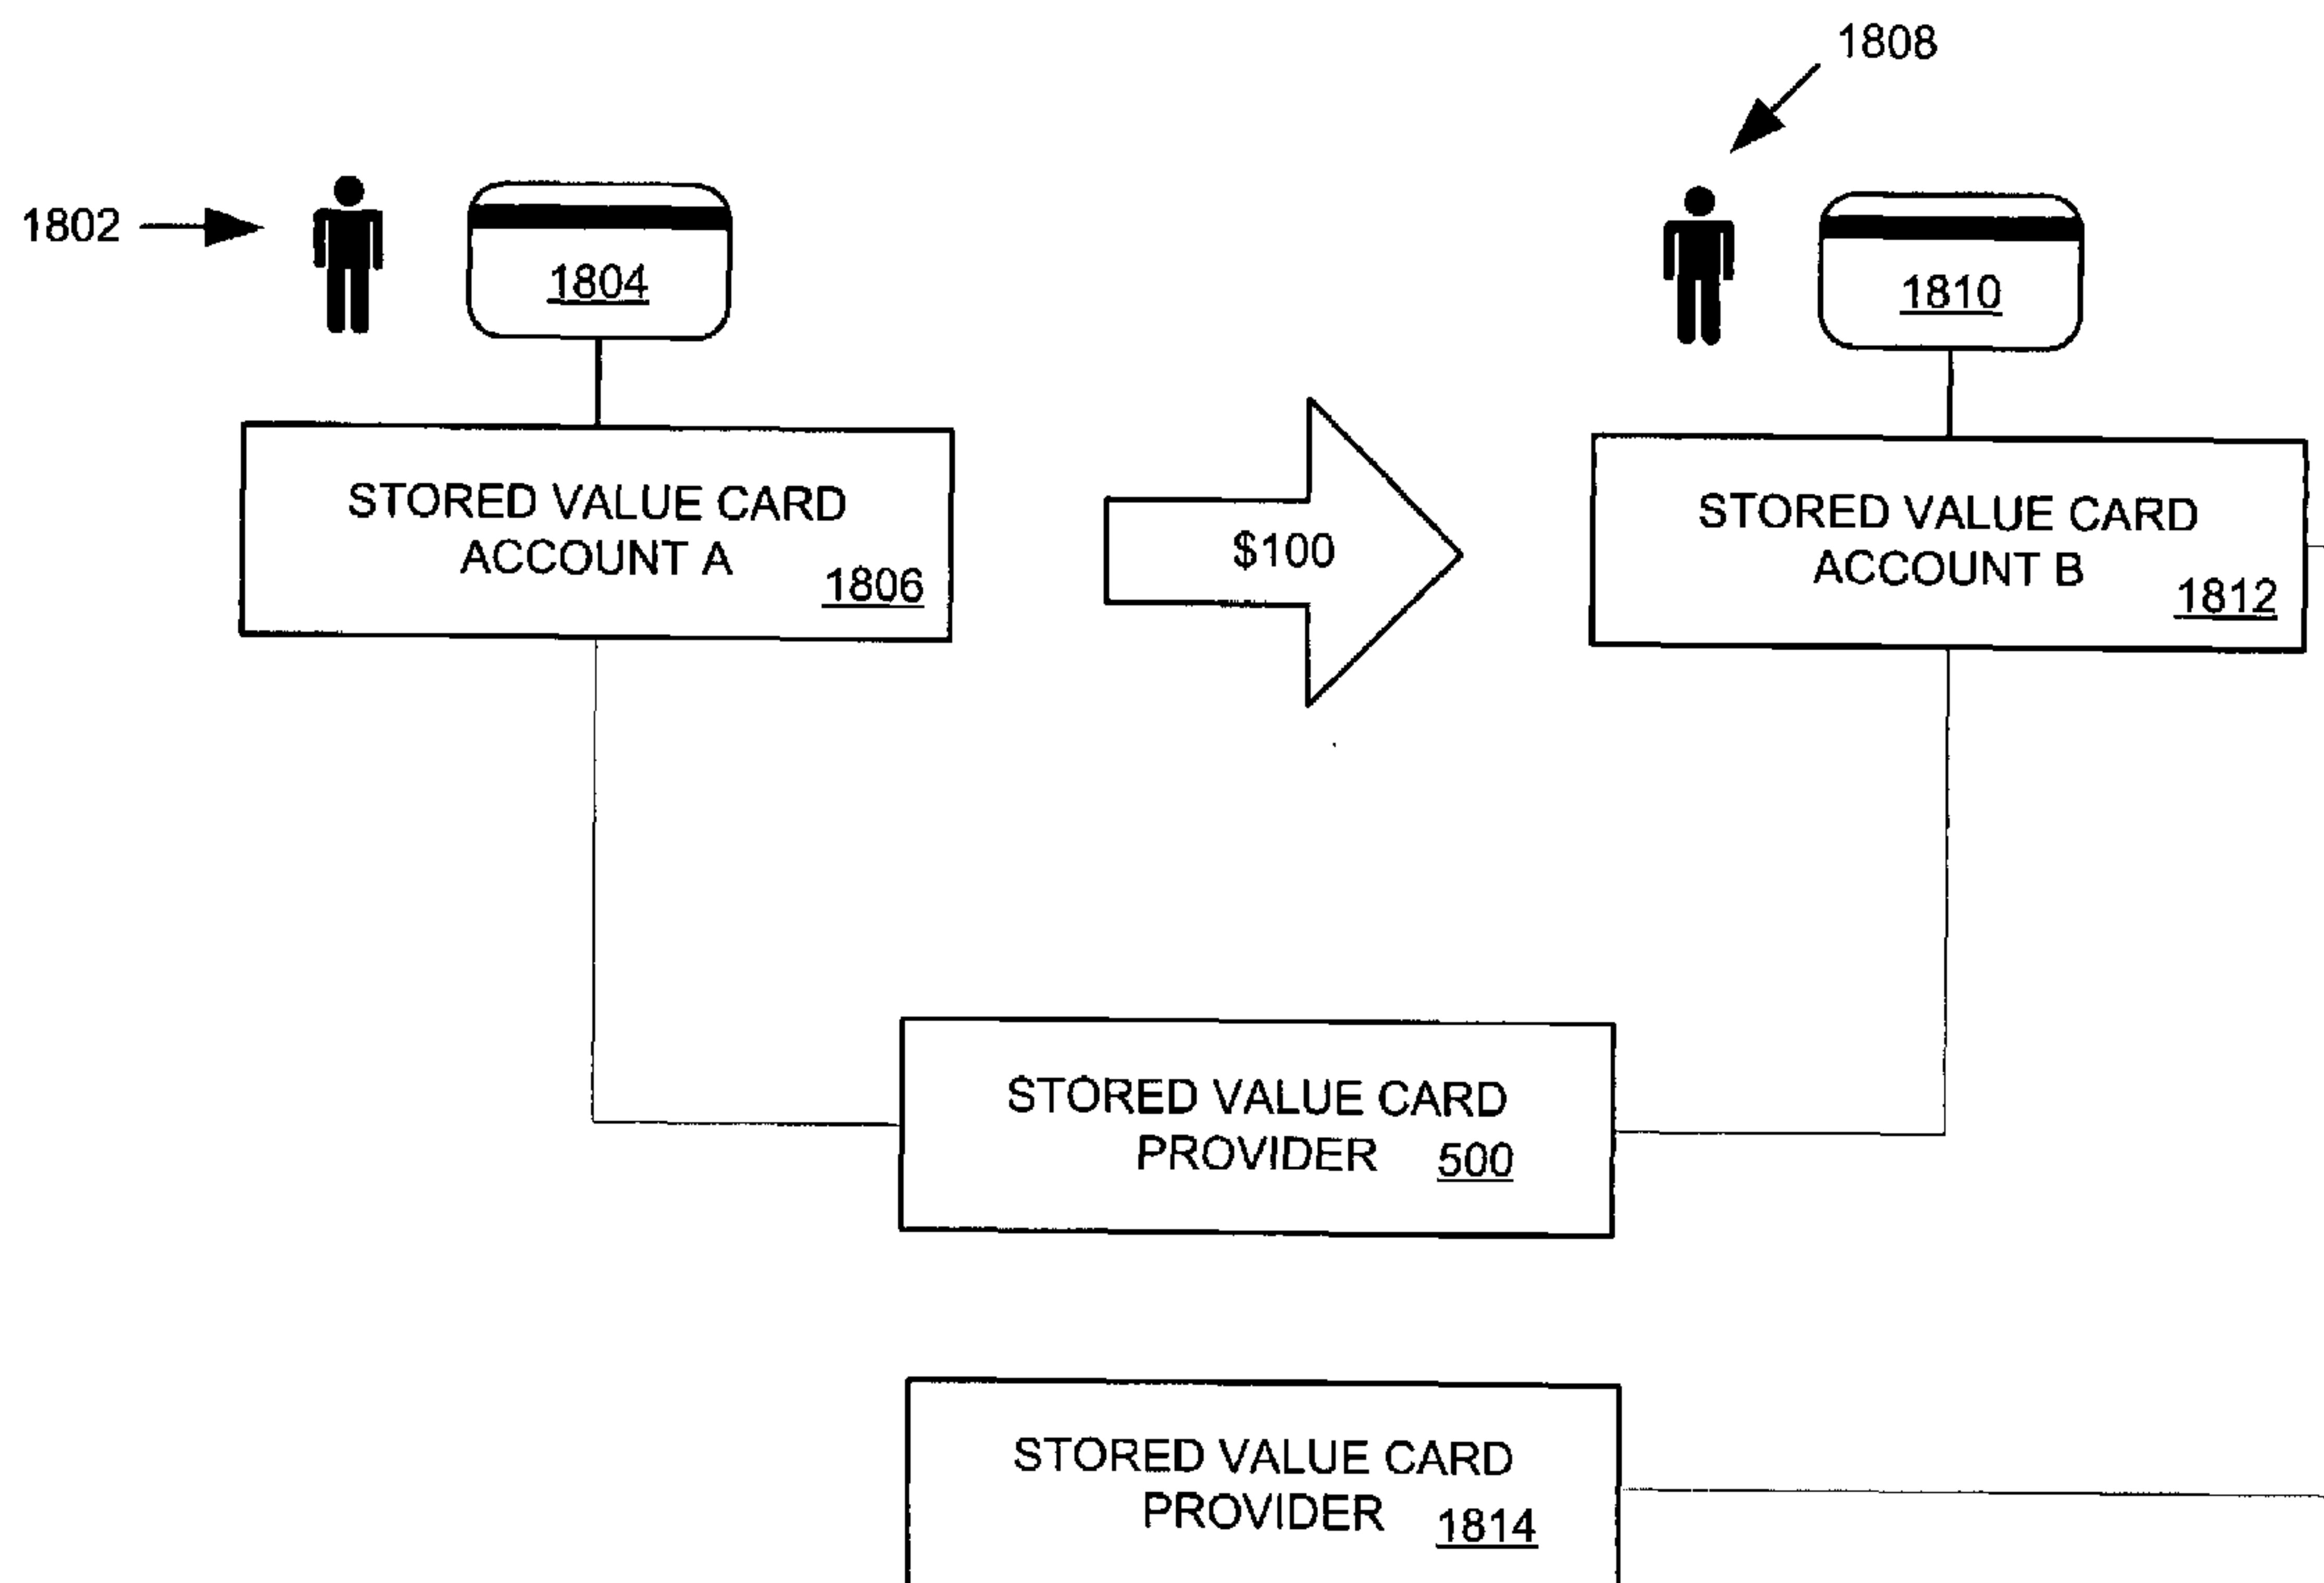 1808
1802
1804
1810
STORED VALUE CARD
ACCOUNT A
1806
$100
STORED VALUE CARD
ACCOUNT B
1812
STORED VALUE CARD
PROVIDER 500
STORED VALUE CARD
PROVIDER 1814